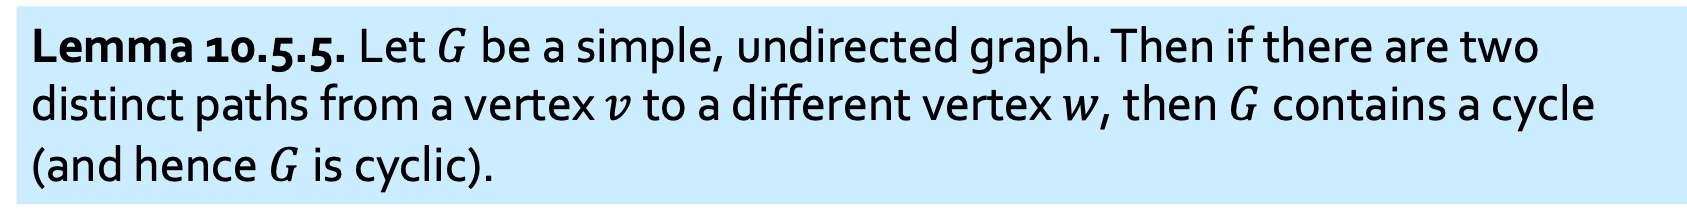 Lemma 10.5.5. Let G be a simple, undirected graph. Then if there are two
distinct paths from a vertex v to a different vertex w, then G contains a cycle
(and hence G is cyclic).